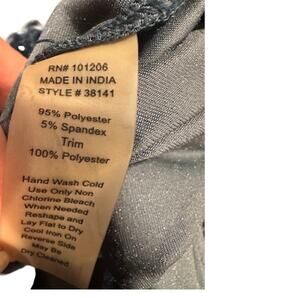 RN# 101206
MADE IN INDIA
STYLE # 38141
95% Polyester
5% Spandex
Trim
100% Polyester
Hand Wash Cold
Use Only Non
Chlorine Bleach
When Needed
Reshape and
Lay Flat to Dry
Cool Iron On
Reverse Side
May Be
Dry Cleaned